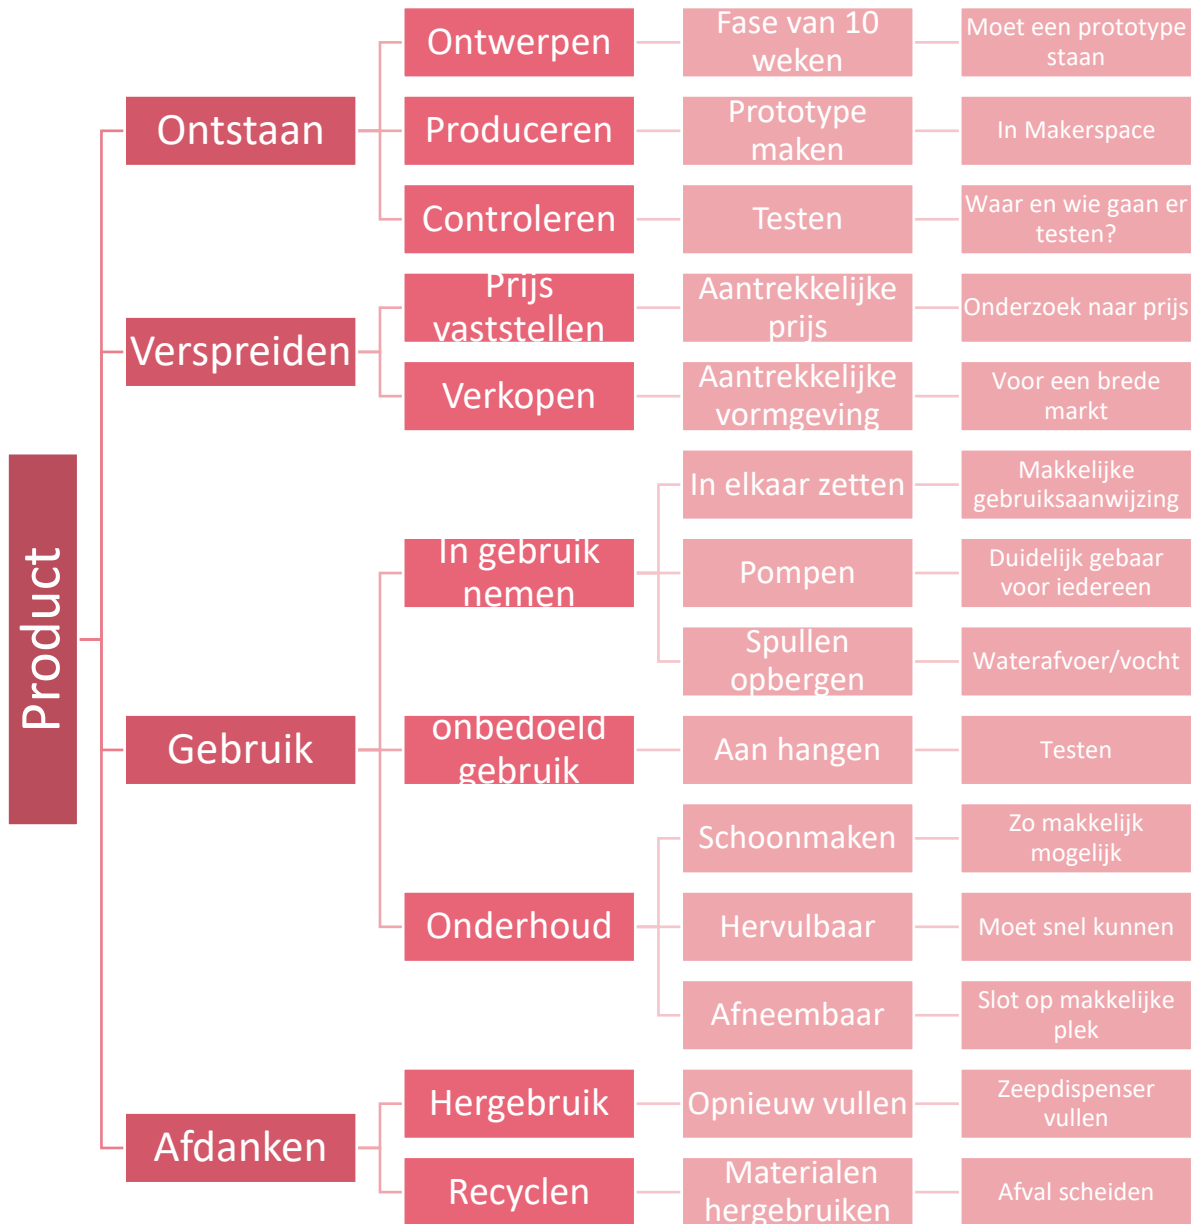 Product
Ontstaan
Ontwerpen
Fase van 10
weken
Moet een prototype
staan
Produceren
Prototype
maken
In Makerspace
Controleren
Testen
Waar en wie gaan er
testen?
Verspreiden
Prijs
vaststellen
Aantrekkelijke
prijs
Onderzoek naar prijs
Verkopen
Aantrekkelijke
vormgeving
Voor een brede
markt
Gebruik
In gebruik
nemen
In elkaar zetten
Makkelijke
gebruiksaanwijzing
Pompen
Duidelijk gebaar
voor iedereen
Spullen
opbergen
Waterafvoer/vocht
onbedoeld
gebruik
Aan hangen
Testen
Onderhoud
Schoonmaken
Zo makkelijk
mogelijk
Hervulbaar
Moet snel kunnen
Afneembaar
Slot op makkelijke
plek
Afdanken
Hergebruik
Opnieuw vullen
Zeepdispenser
vullen
Recyclen
Materialen
hergebruiken
Afval scheiden